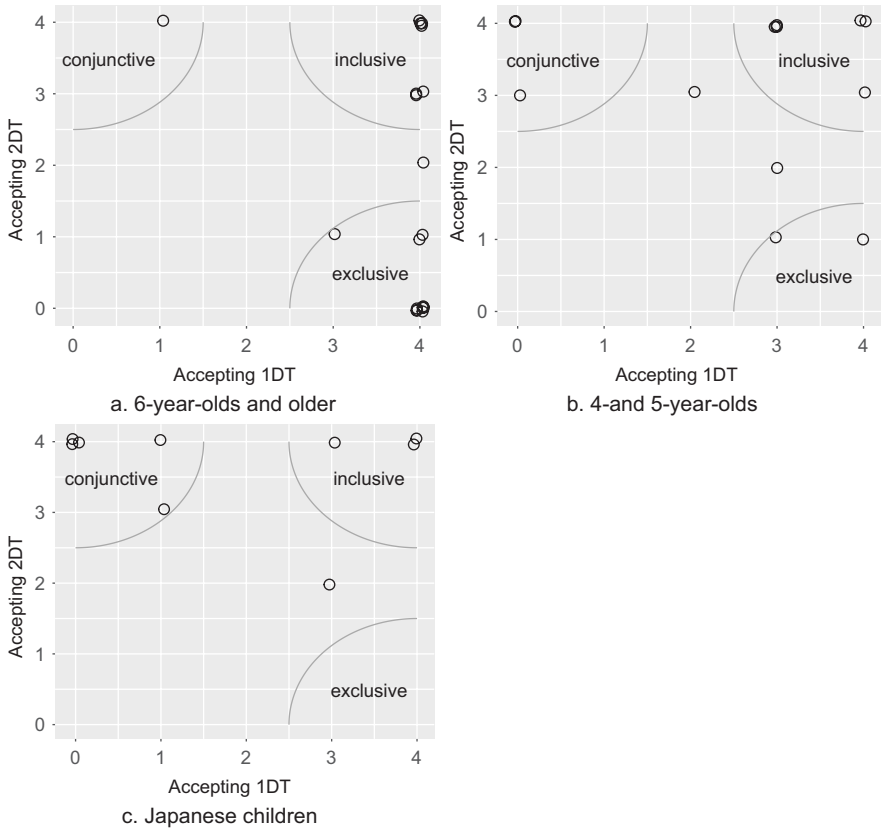 4
3
2
1
0
Accepting 2DT
conjunctive
inclusive
exclusive
0 1 2 3 4
Accepting 1DT
a. 6-year-olds and older
4
3
2
1
0
Accepting 2DT
conjunctive
inclusive
exclusive
0 1 2 3 4
Accepting 1DT
b. 4-and 5-year-olds
4
3
2
1
0
Accepting 2DT
conjunctive
inclusive
exclusive
0 1 2 3 4
Accepting 1DT
c. Japanese children